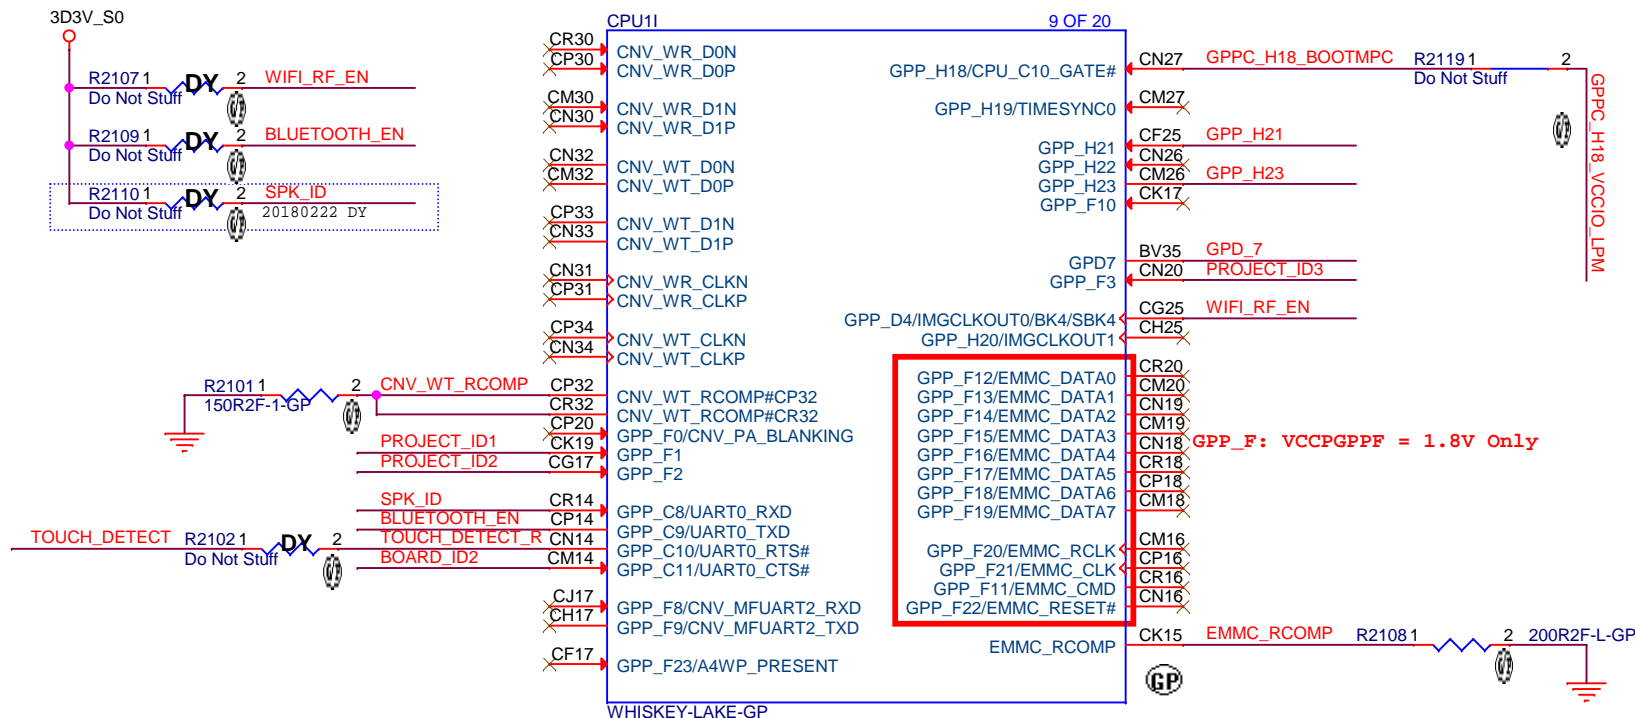 3D3V_S0
R2107 1 DY 2 WIFI_RF_EN
Do Not Stuff
R2109 1 DY 2 BLUETOOTH_EN
Do Not Stuff
R2110 1 DY 2 SPK_ID
Do Not Stuff
20180222 DY
R2101 1 2 CNV_WT_RCOMP
150R2F-1-GP
PROJECT_ID1
PROJECT_ID2
SPK_ID
BLUETOOTH_EN
TOUCH_DETECT R2102 1 DY 2 TOUCH_DETECT_R
Do Not Stuff
BOARD_ID2
CPU1I 9 OF 20
CR30 CNV_WR_D0N
CP30 CNV_WR_D0P
CM30 CNV_WR_D1N
CN30 CNV_WR_D1P
CN32 CNV_WT_D0N
CM32 CNV_WT_D0P
CP33 CNV_WT_D1N
CN33 CNV_WT_D1P
CN31 CNV_WR_CLKN
CP31 CNV_WR_CLKP
CP34 CNV_WT_CLKN
CN34 CNV_WT_CLKP
CP32 CNV_WT_RCOMP#CP32
CR32 CNV_WT_RCOMP#CR32
CP20 GPP_F0/CNV_PA_BLANKING
CK19 GPP_F1
CG17 GPP_F2
CR14 GPP_C8/UART0_RXD
CP14 GPP_C9/UART0_TXD
CN14 GPP_C10/UART0_RTS#
CM14 GPP_C11/UART0_CTS#
CJ17 GPP_F8/CNV_MFUART2_RXD
CH17 GPP_F9/CNV_MFUART2_TXD
CF17 GPP_F23/A4WP_PRESENT
WHISKEY-LAKE-GP
GPP_H18/CPU_C10_GATE# CN27 GPPC_H18_BOOTMPC R2119 1 2
Do Not Stuff
GPPC_H18_VCCIO_LPM
GPP_H19/TIMESYNC0 CM27
GPP_H21 CF25 GPP_H21
GPP_H22 CN26
GPP_H23 CM26 GPP_H23
GPP_F10 CK17
GPD7 BV35 GPD_7
GPP_F3 CN20 PROJECT_ID3
GPP_D4/IMGCLKOUT0/BK4/SBK4 CG25 WIFI_RF_EN
GPP_H20/IMGCLKOUT1 CH25
GPP_F12/EMMC_DATA0 CR20
GPP_F13/EMMC_DATA1 CM20
GPP_F14/EMMC_DATA2 CN19
GPP_F15/EMMC_DATA3 CM19
GPP_F16/EMMC_DATA4 CN18
GPP_F17/EMMC_DATA5 CR18
GPP_F18/EMMC_DATA6 CP18
GPP_F19/EMMC_DATA7 CM18
GPP_F: VCCPGPPF = 1.8V Only
GPP_F20/EMMC_RCLK CM16
GPP_F21/EMMC_CLK CP16
GPP_F11/EMMC_CMD CR16
GPP_F22/EMMC_RESET# CN16
EMMC_RCOMP CK15 EMMC_RCOMP R2108 1 2 200R2F-L-GP
GP